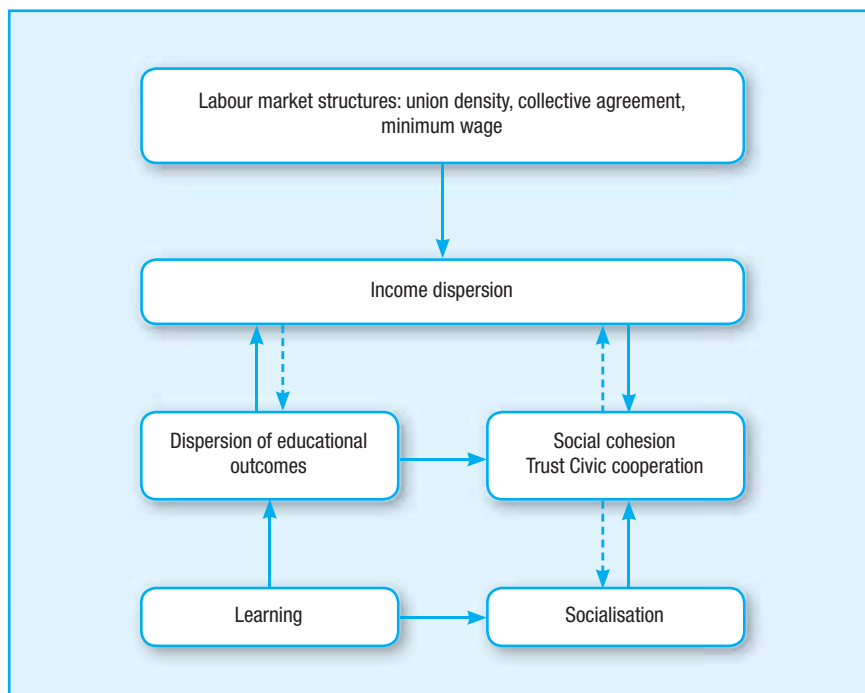 Labour market structures: union density, collective agreement,
minimum wage
Income dispersion
Dispersion of educational
outcomes
Social cohesion
Trust Civic cooperation
Learning
Socialisation